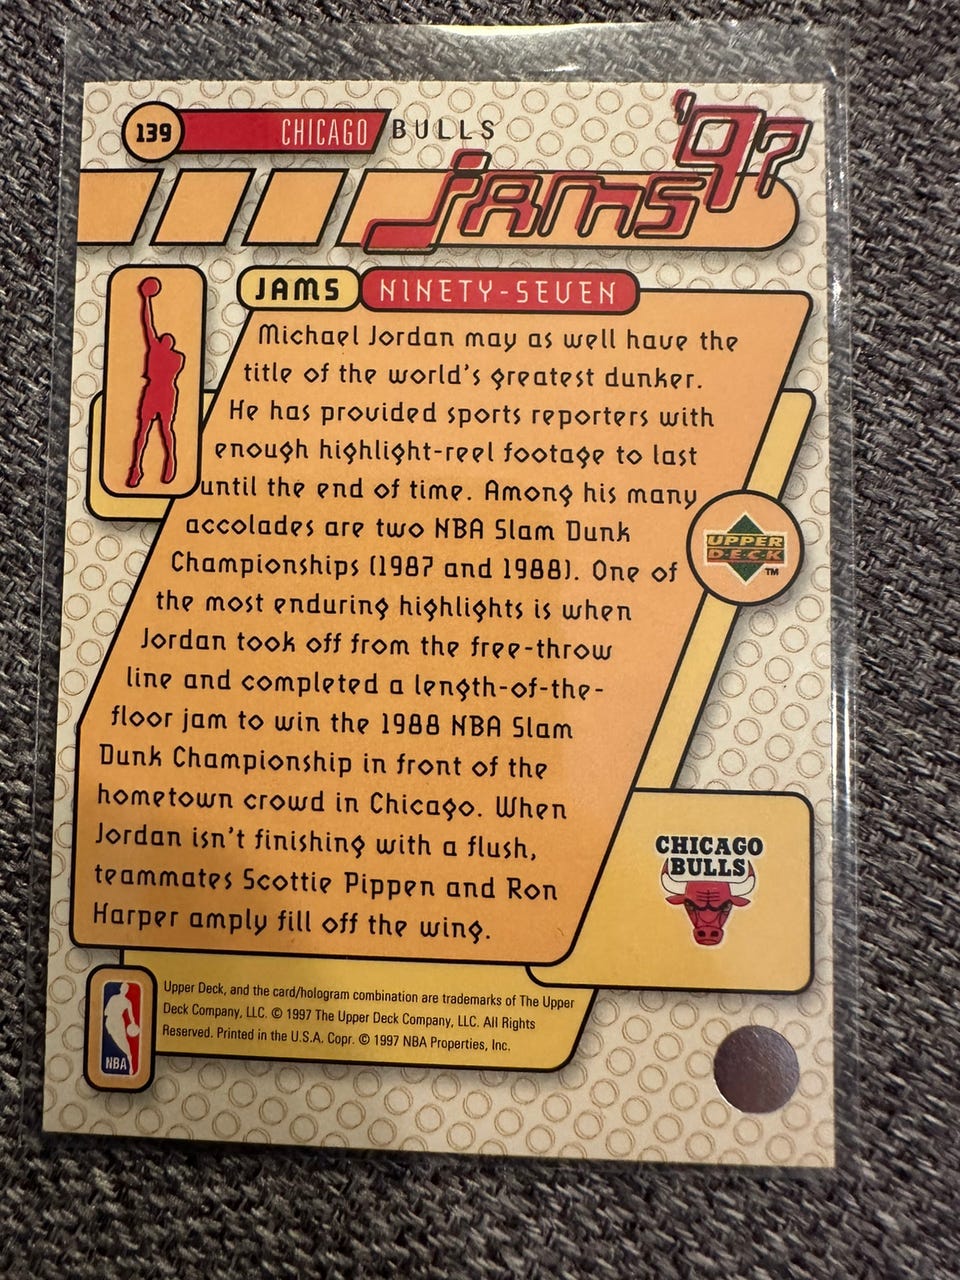 139 CHICAGO BULLS
jams '97
JAMS NINETY-SEVEN
Michael Jordan may as well have the
title of the world's greatest dunker.
He has provided sports reporters with
enough highlight-reel footage to last
until the end of time. Among his many
accolades are two NBA Slam Dunk
Championships (1987 and 1988). One of
the most enduring highlights is when
Jordan took off from the free-throw
line and completed a length-of-the-
floor jam to win the 1988 NBA Slam
Dunk Championship in front of the
hometown crowd in Chicago. When
Jordan isn't finishing with a flush,
teammates Scottie Pippen and Ron
Harper amply fill off the wing.
UPPER
DECK
TM
CHICAGO
BULLS
Upper Deck, and the card/hologram combination are trademarks of The Upper
Deck Company, LLC. © 1997 The Upper Deck Company, LLC. All Rights
Reserved. Printed in the U.S.A. Copr. © 1997 NBA Properties, Inc.
NBA